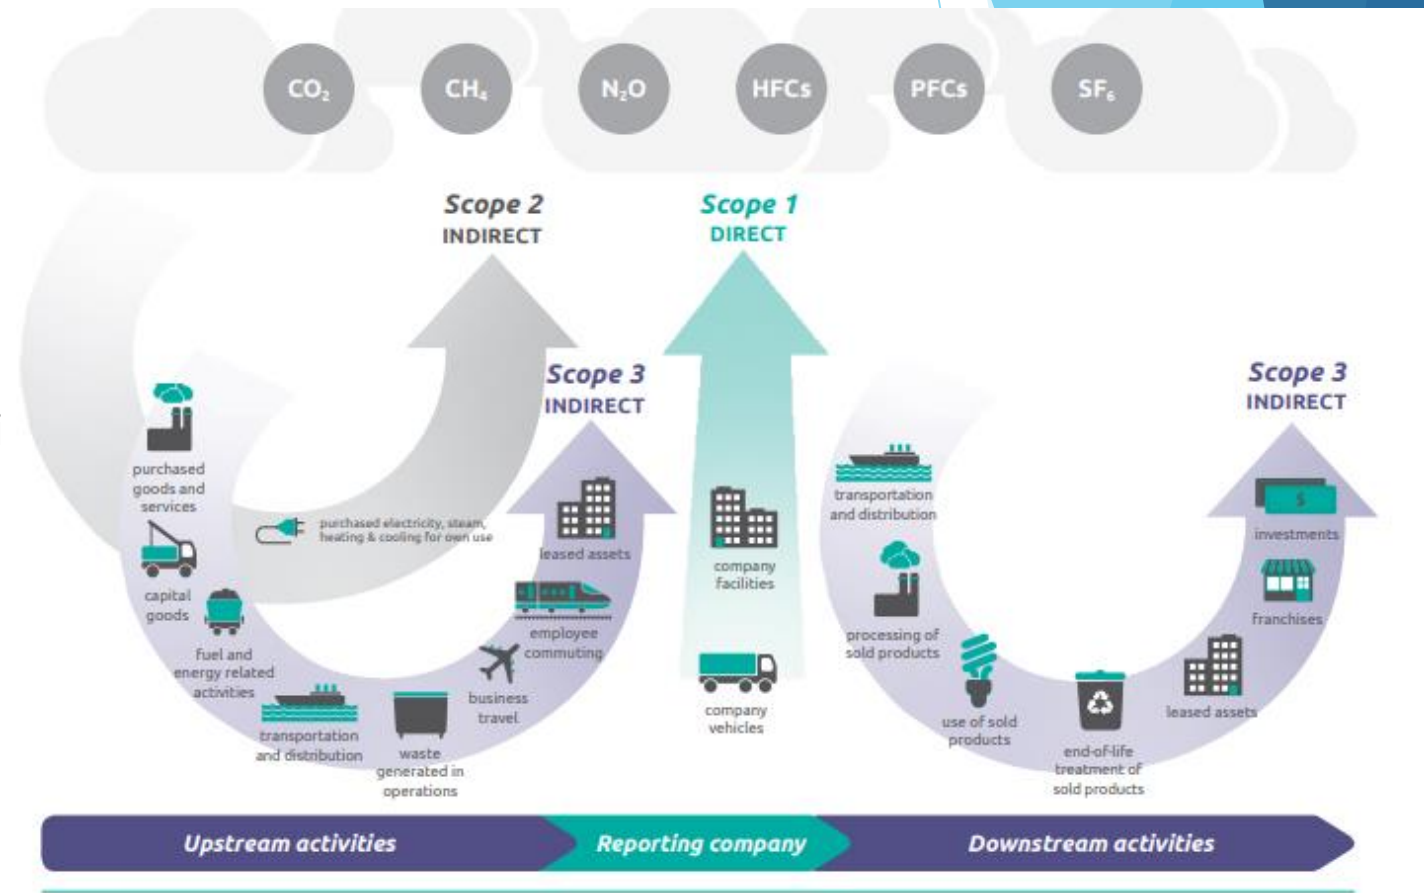 CO₂
CH₄
N₂O
HFCs
PFCs
SF₆
Scope 2
INDIRECT
Scope 1
DIRECT
Scope 3
INDIRECT
Scope 3
INDIRECT
purchased
goods and
services
capital
goods
fuel and
energy related
activities
purchased electricity, steam,
heating & cooling for own use
transportation
and distribution
waste
generated in
operations
business
travel
employee
commuting
leased assets
company
facilities
company
vehicles
transportation
and distribution
processing of
sold products
use of sold
products
end-of-life
treatment of
sold products
leased assets
franchises
$
investments
Upstream activities
Reporting company
Downstream activities